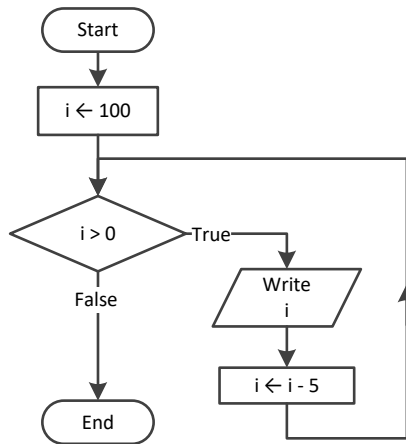 Start
i ← 100
i > 0
True
False
Write
i
i ← i - 5
End